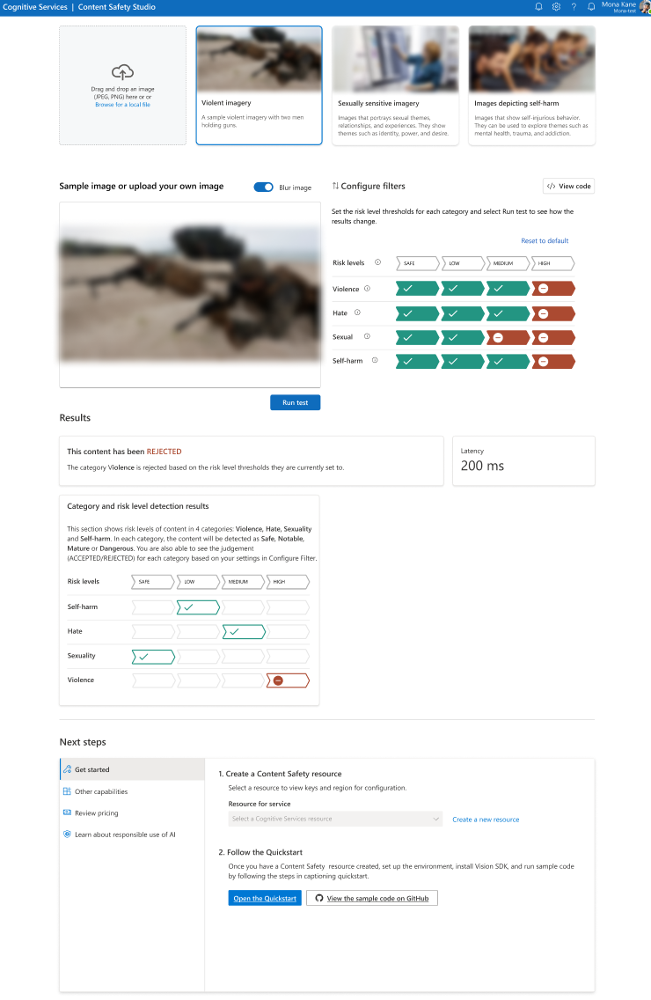 Cognitive Services | Content Safety Studio
Mona Kane
Mona-test
Drag and drop an image
(JPEG, PNG) here or or
Browse for a local file
Violent imagery
A sample violent imagery with two men
holding guns.
Sexually sensitive imagery
Images that portrays sexual themes,
relationships, and experiences. They show
themes such as identity, power, and desire.
Images depicting self-harm
Images that show self-injurious behavior.
They can be used to explore themes such as
mental health, trauma, and addiction.
Sample image or upload your own image
Blur image
Configure filters
</> View code
Set the risk level thresholds for each category and select Run test to see how the
results change.
Reset to default
Risk levels SAFE LOW MEDIUM HIGH
Violence
Hate
Sexual
Self-harm
Run test
Results
This content has been REJECTED
The category Violence is rejected based on the risk level thresholds they are currently set to.
Latency
200 ms
Category and risk level detection results
This section shows risk levels of content in 4 categories: Violence, Hate, Sexuality
and Self-harm. In each category, the content will be detected as Safe, Notable,
Mature or Dangerous. You are also able to see the judgement
(ACCEPTED/REJECTED) for each category based on your settings in Configure Filter.
Risk levels SAFE LOW MEDIUM HIGH
Self-harm
Hate
Sexuality
Violence
Next steps
Get started
Other capabilities
Review pricing
Learn about responsible use of AI
1. Create a Content Safety resource
Select a resource to view keys and region for configuration.
Resource for service
Select a Cognitive Services resource
Create a new resource
2. Follow the Quickstart
Once you have a Content Safety resource created, set up the environment, install Vision SDK, and run sample code
by following the steps in captioning quickstart.
Open the Quickstart
View the sample code on GitHub